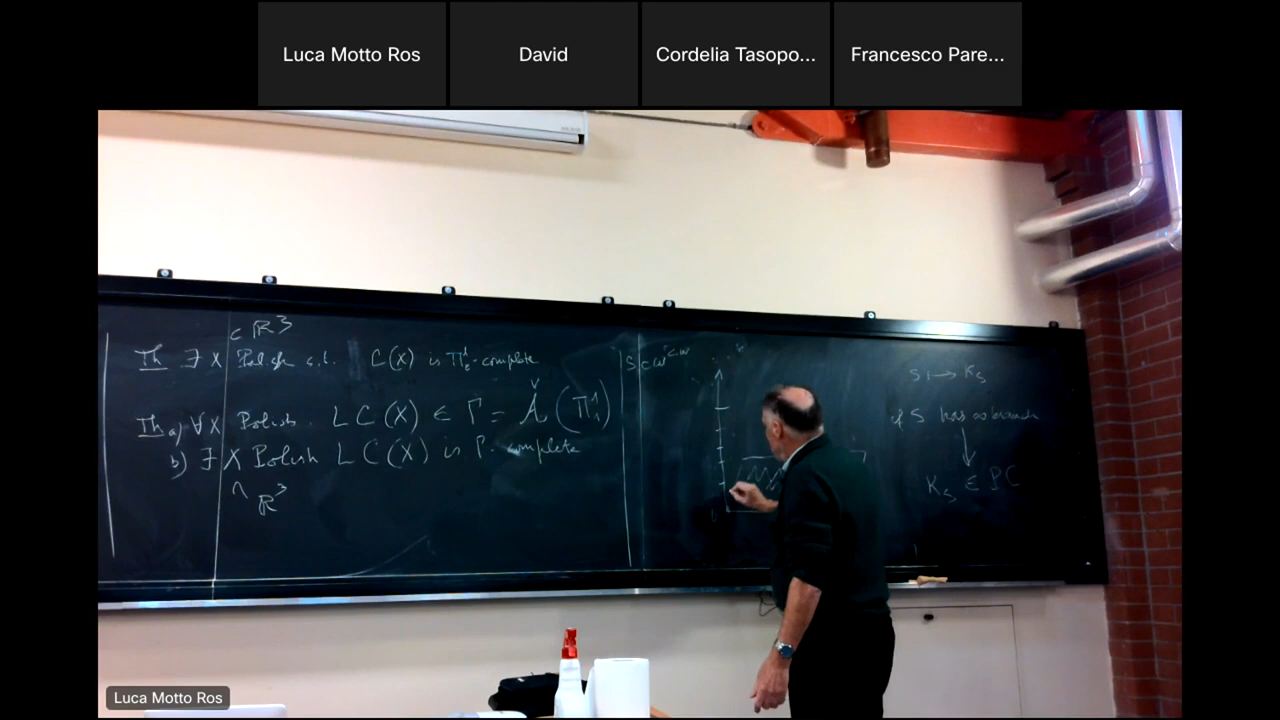 Luca Motto Ros
David
Cordelia Tasopo...
Francesco Pare...
⊂ ℝ³
Th ∃ X Polish s.t. C(X) is Π¹₂-complete
Th a) ∀ X Polish LC(X) ∈ Γ = Ǎ(Π¹₁)
b) ∃ X Polish LC(X) is Γ-complete
∩
ℝ³
S ⊂ ω^{<ω}
S ↦ K_S
if S has no branch
↓
K_S ∈ PC
Luca Motto Ros